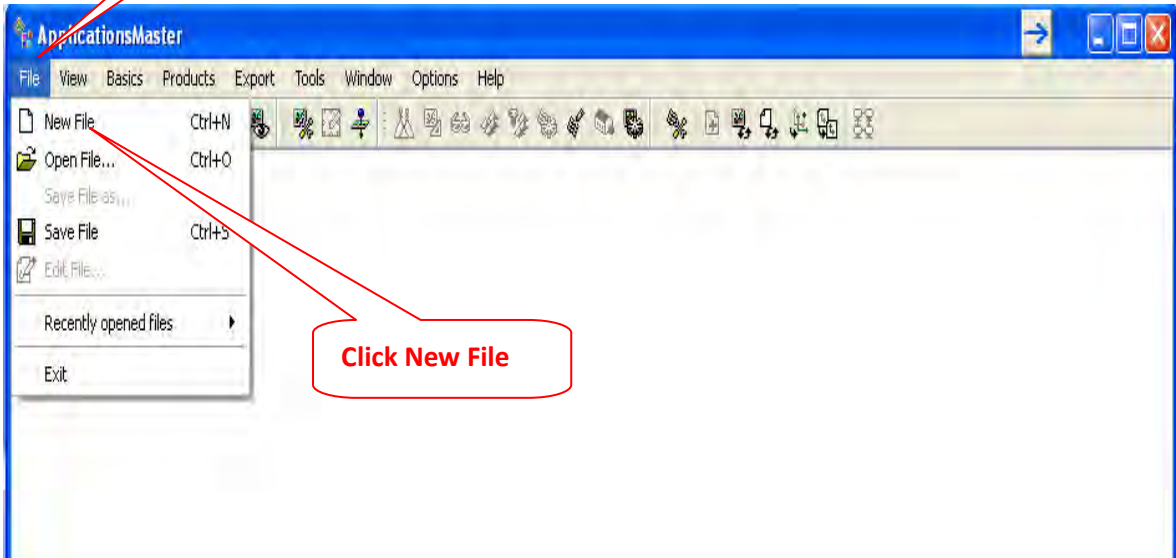 ApplicationsMaster
File View Basics Products Export Tools Window Options Help
New File Ctrl+N
Open File... Ctrl+O
Save File as...
Save File Ctrl+S
Edit File...
Recently opened files
Exit
Click New File